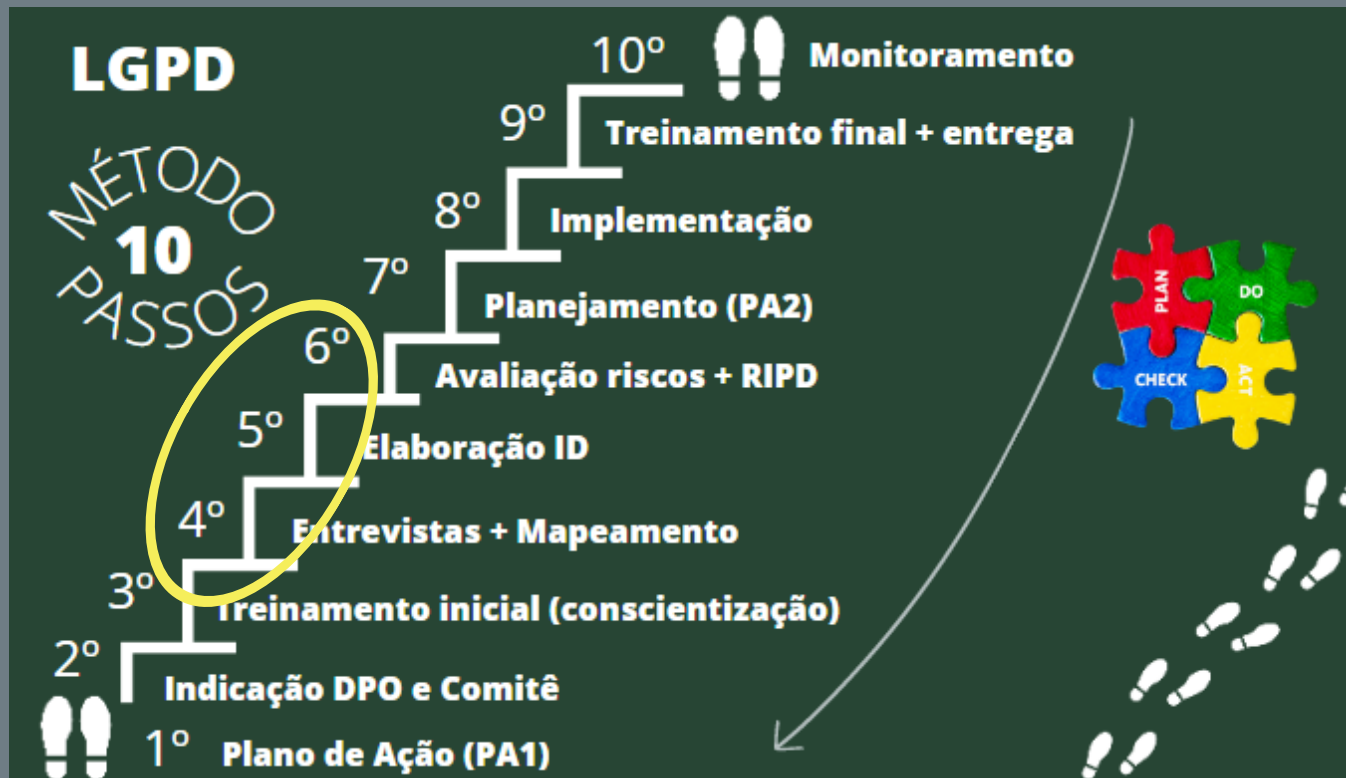 LGPD
MÉTODO
10
PASSOS
10º Monitoramento
9º Treinamento final + entrega
8º Implementação
7º Planejamento (PA2)
6º Avaliação riscos + RIPD
5º Elaboração ID
4º Entrevistas + Mapeamento
3º Treinamento inicial (conscientização)
2º Indicação DPO e Comitê
1º Plano de Ação (PA1)
PLAN
DO
CHECK
ACT